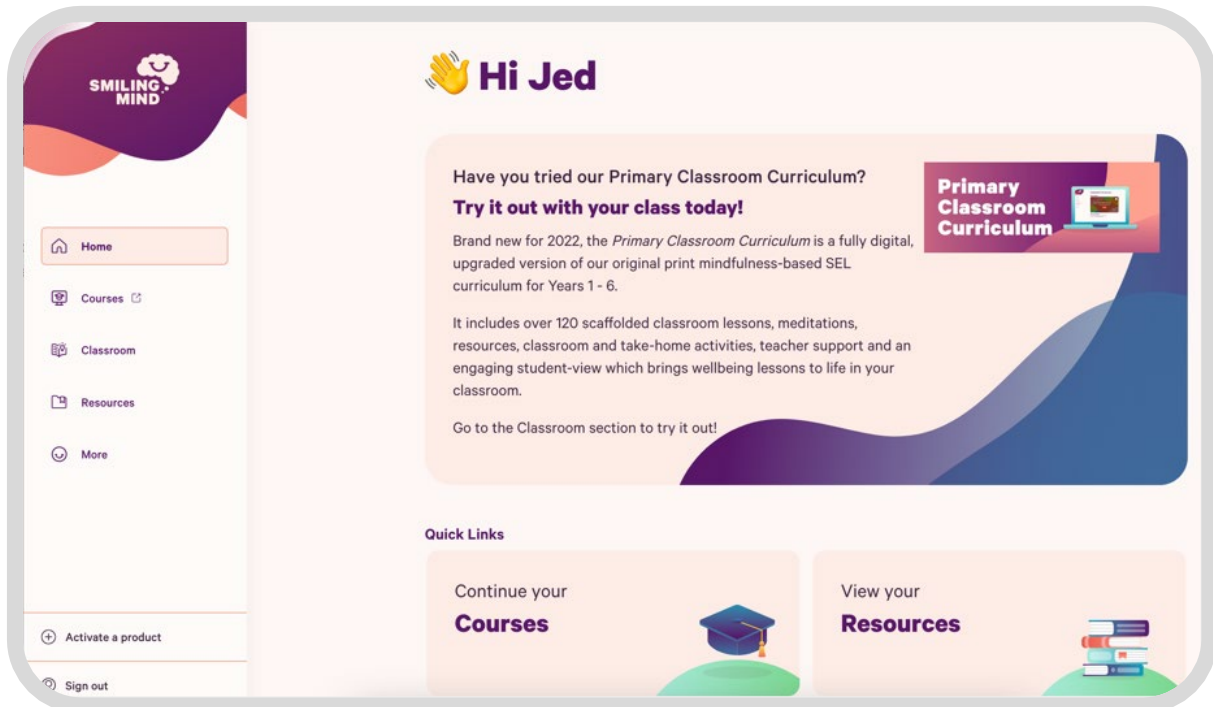 SMILING
MIND
Home
Courses
Classroom
Resources
More
Activate a product
Sign out
👋 Hi Jed
Have you tried our Primary Classroom Curriculum?
Try it out with your class today!
Brand new for 2022, the Primary Classroom Curriculum is a fully digital,
upgraded version of our original print mindfulness-based SEL
curriculum for Years 1 - 6.
It includes over 120 scaffolded classroom lessons, meditations,
resources, classroom and take-home activities, teacher support and an
engaging student-view which brings wellbeing lessons to life in your
classroom.
Go to the Classroom section to try it out!
Primary
Classroom
Curriculum
Quick Links
Continue your
Courses
View your
Resources